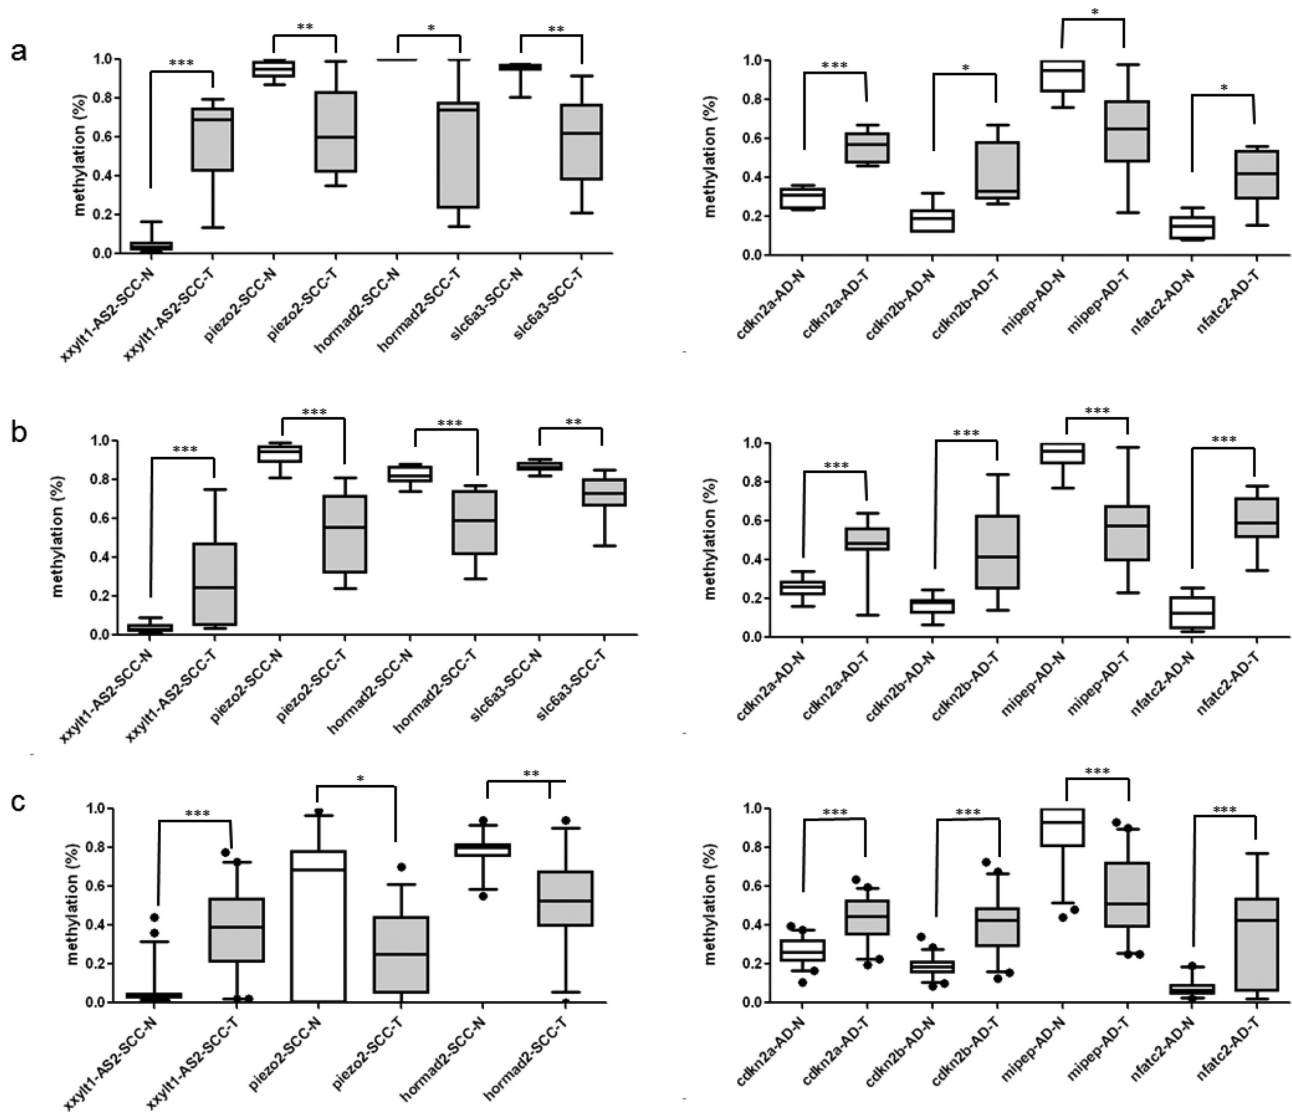 a
*** ** * **
methylation (%)
1.0
0.8
0.6
0.4
0.2
0.0
xxylt1-AS2-SCC-N
xxylt1-AS2-SCC-T
piezo2-SCC-N
piezo2-SCC-T
hormad2-SCC-N
hormad2-SCC-T
slc6a3-SCC-N
slc6a3-SCC-T
*** * * *
methylation (%)
1.0
0.8
0.6
0.4
0.2
0.0
cdkn2a-AD-N
cdkn2a-AD-T
cdkn2b-AD-N
cdkn2b-AD-T
mipep-AD-N
mipep-AD-T
nfatc2-AD-N
nfatc2-AD-T
b
*** *** *** **
methylation (%)
1.0
0.8
0.6
0.4
0.2
0.0
xxylt1-AS2-SCC-N
xxylt1-AS2-SCC-T
piezo2-SCC-N
piezo2-SCC-T
hormad2-SCC-N
hormad2-SCC-T
slc6a3-SCC-N
slc6a3-SCC-T
*** *** *** ***
methylation (%)
1.0
0.8
0.6
0.4
0.2
0.0
cdkn2a-AD-N
cdkn2a-AD-T
cdkn2b-AD-N
cdkn2b-AD-T
mipep-AD-N
mipep-AD-T
nfatc2-AD-N
nfatc2-AD-T
c
*** * **
methylation (%)
1.0
0.8
0.6
0.4
0.2
0.0
xxylt1-AS2-SCC-N
xxylt1-AS2-SCC-T
piezo2-SCC-N
piezo2-SCC-T
hormad2-SCC-N
hormad2-SCC-T
*** *** *** ***
methylation (%)
1.0
0.8
0.6
0.4
0.2
0.0
cdkn2a-AD-N
cdkn2a-AD-T
cdkn2b-AD-N
cdkn2b-AD-T
mipep-AD-N
mipep-AD-T
nfatc2-AD-N
nfatc2-AD-T